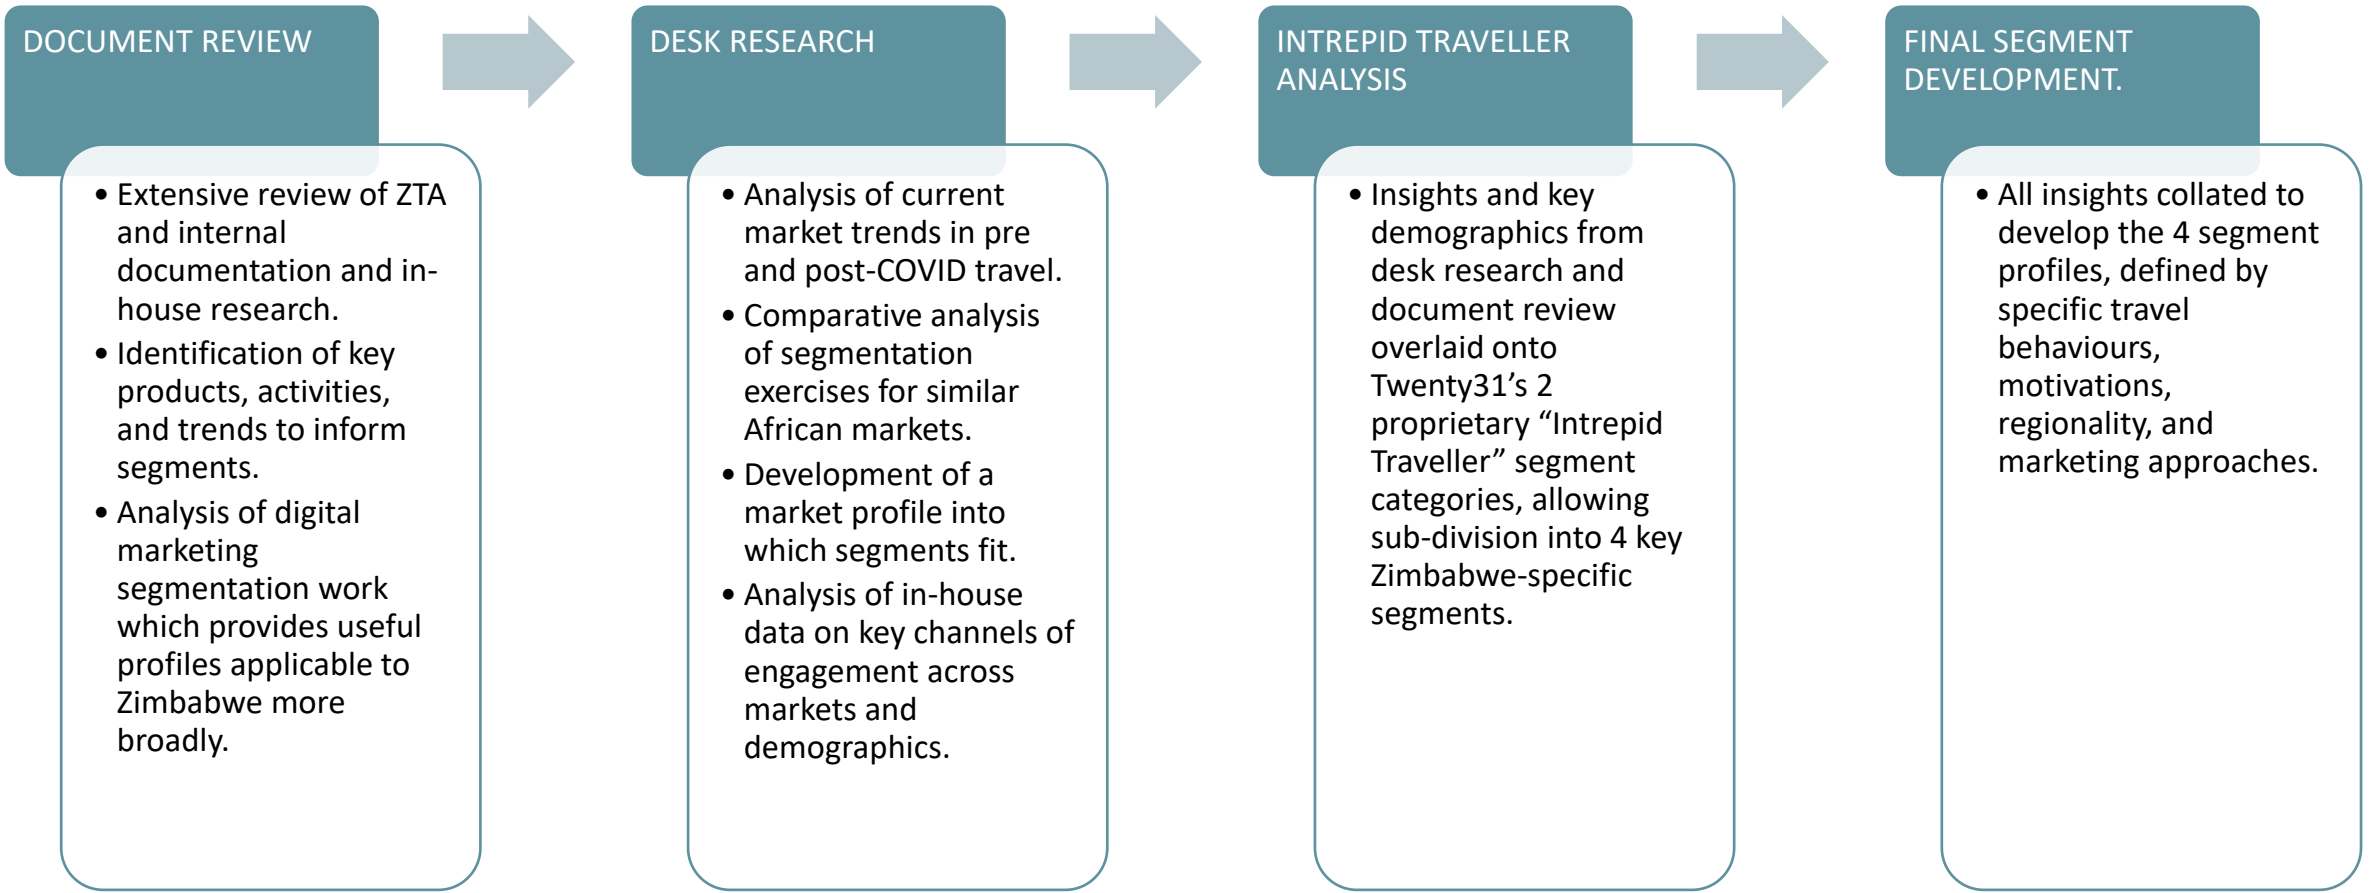 DOCUMENT REVIEW
• Extensive review of ZTA
and internal
documentation and in-
house research.
• Identification of key
products, activities,
and trends to inform
segments.
• Analysis of digital
marketing
segmentation work
which provides useful
profiles applicable to
Zimbabwe more
broadly.
DESK RESEARCH
• Analysis of current
market trends in pre
and post-COVID travel.
• Comparative analysis
of segmentation
exercises for similar
African markets.
• Development of a
market profile into
which segments fit.
• Analysis of in-house
data on key channels of
engagement across
markets and
demographics.
INTREPID TRAVELLER
ANALYSIS
• Insights and key
demographics from
desk research and
document review
overlaid onto
Twenty31’s 2
proprietary “Intrepid
Traveller” segment
categories, allowing
sub-division into 4 key
Zimbabwe-specific
segments.
FINAL SEGMENT
DEVELOPMENT.
• All insights collated to
develop the 4 segment
profiles, defined by
specific travel
behaviours,
motivations,
regionality, and
marketing approaches.